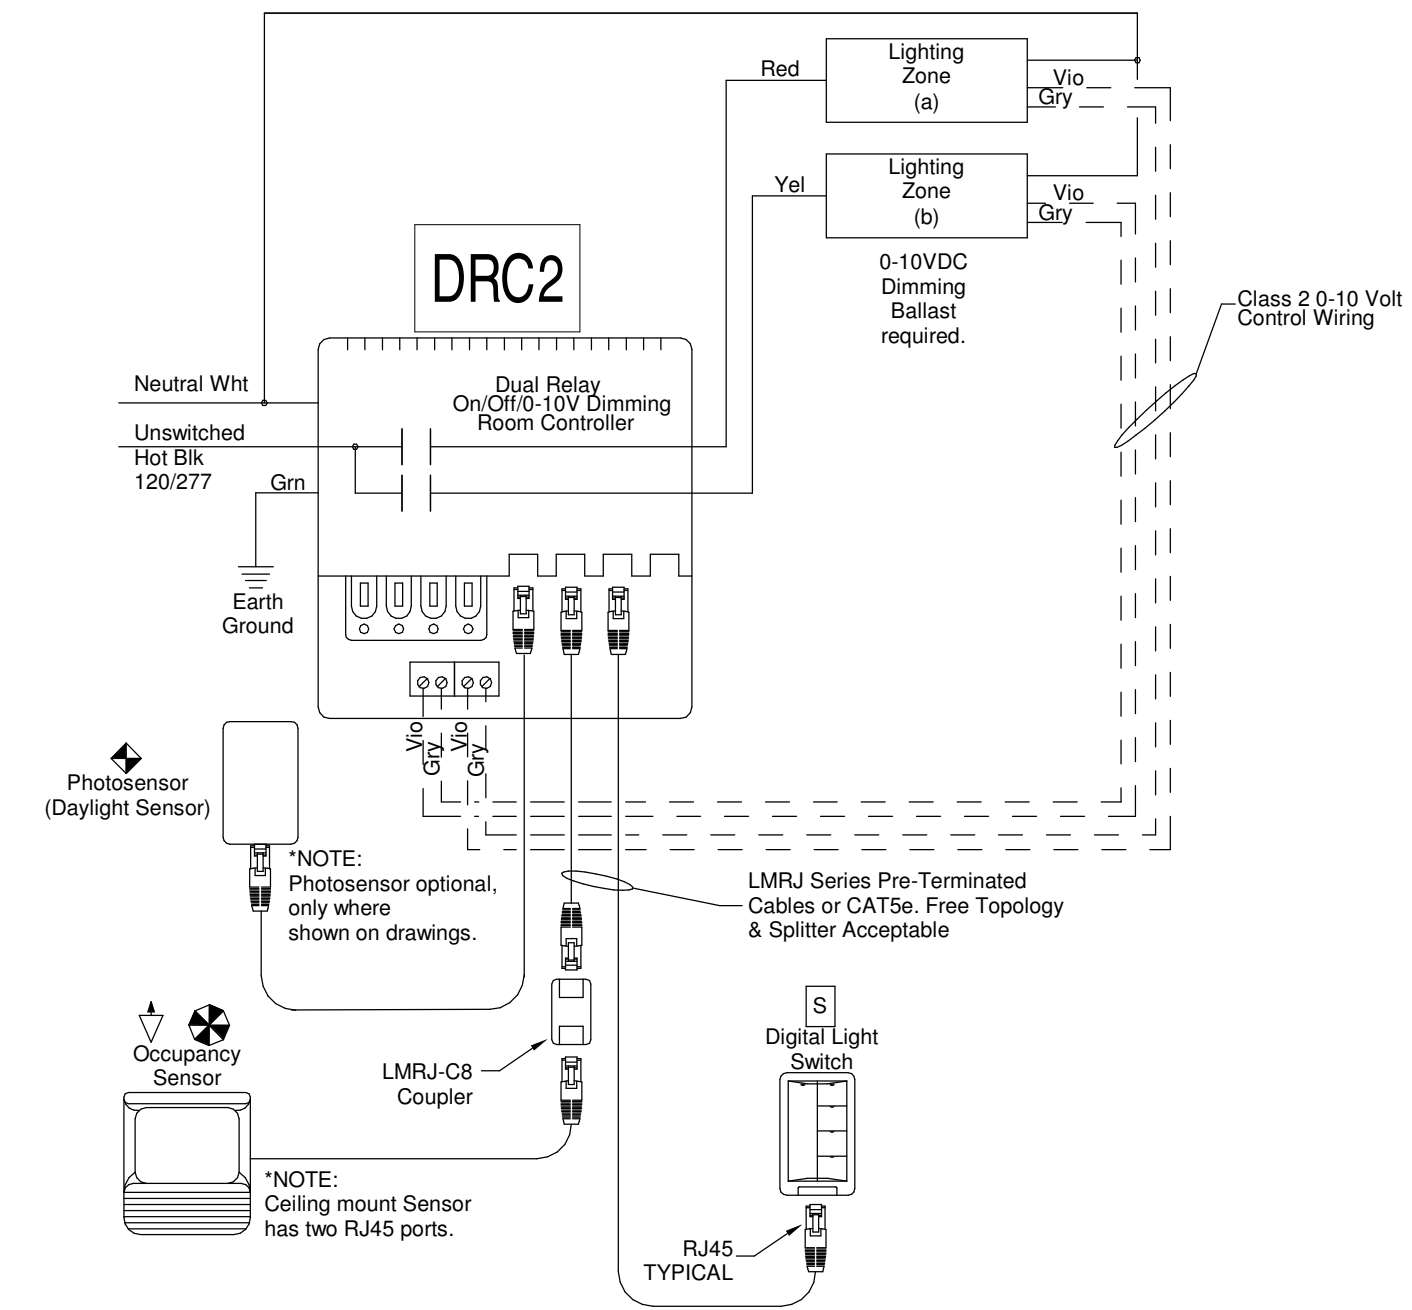 Lighting
Zone
(a)
Red
Vio
Gry
Lighting
Zone
(b)
Yel
Vio
Gry
0-10VDC
Dimming
Ballast
required.
DRC2
Class 2 0-10 Volt
Control Wiring
Neutral Wht
Dual Relay
On/Off/0-10V Dimming
Room Controller
Unswitched
Hot Blk
120/277
Grn
Earth
Ground
Vio
Gry
Vio
Gry
Photosensor
(Daylight Sensor)
*NOTE:
Photosensor optional,
only where
shown on drawings.
LMRJ Series Pre-Terminated
Cables or CAT5e. Free Topology
& Splitter Acceptable
S
Digital Light
Switch
Occupancy
Sensor
LMRJ-C8
Coupler
*NOTE:
Ceiling mount Sensor
has two RJ45 ports.
RJ45
TYPICAL